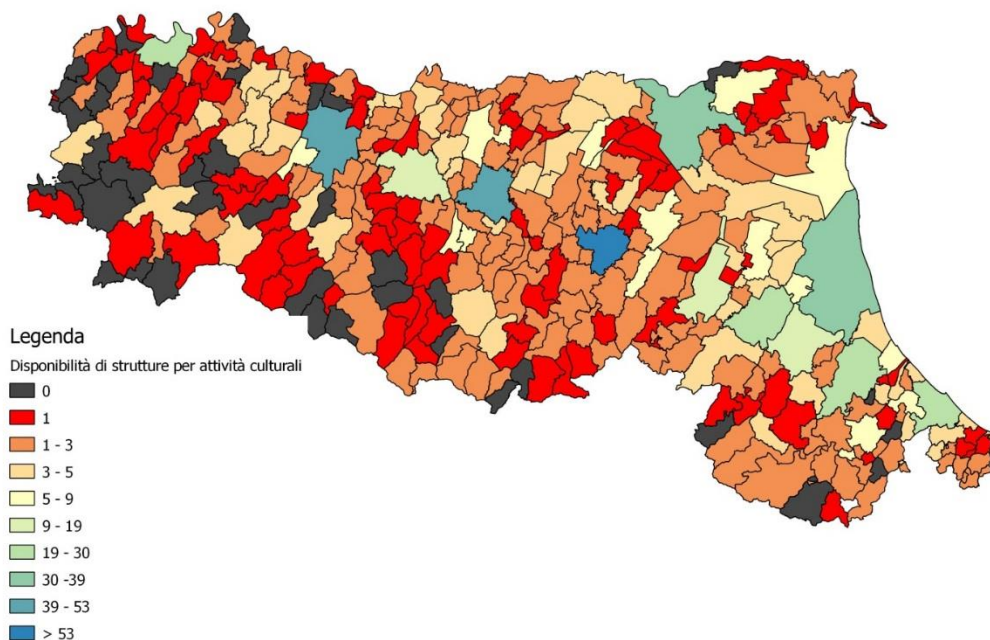 Legenda
Disponibilità di strutture per attività culturali
0
1
1 - 3
3 - 5
5 - 9
9 - 19
19 - 30
30 -39
39 - 53
> 53